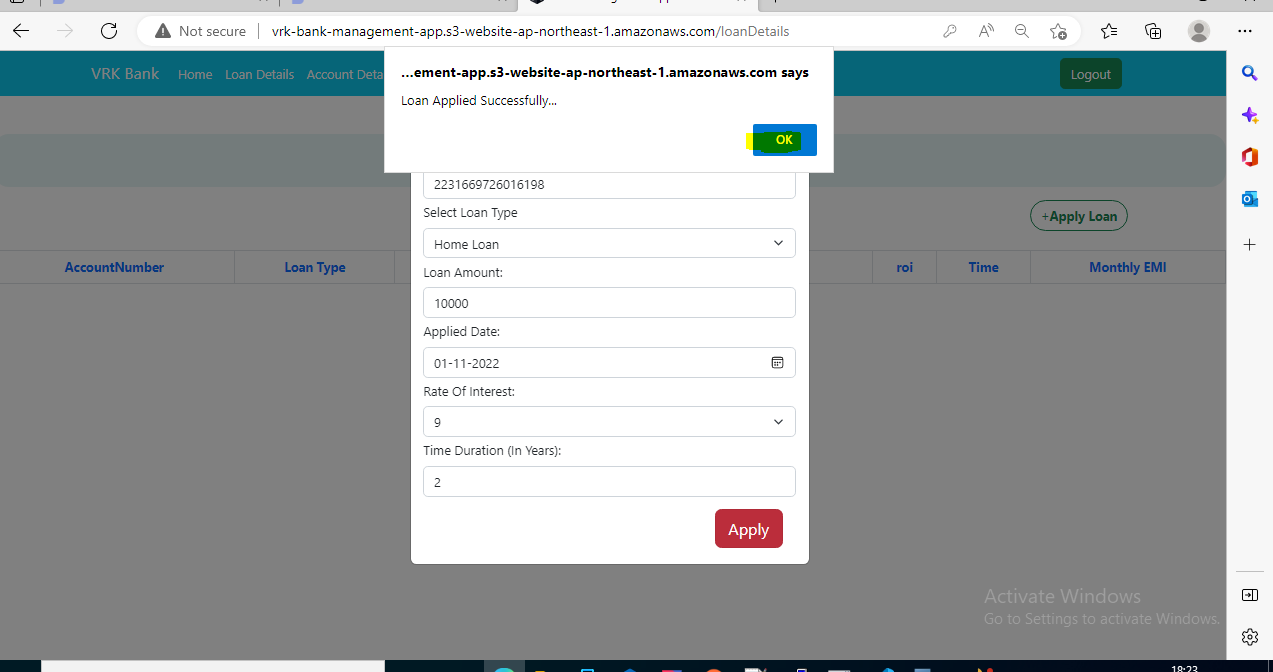 Not secure
vrk-bank-management-app.s3-website-ap-northeast-1.amazonaws.com/loanDetails
VRK Bank Home Loan Details Account Deta
Logout
...ement-app.s3-website-ap-northeast-1.amazonaws.com says
Loan Applied Successfully...
OK
2231669726016198
Select Loan Type
+Apply Loan
Home Loan
AccountNumber Loan Type roi Time Monthly EMI
Loan Amount:
10000
Applied Date:
01-11-2022
Rate Of Interest:
9
Time Duration (In Years):
2
Apply
Activate Windows
Go to Settings to activate Windows.
18:23